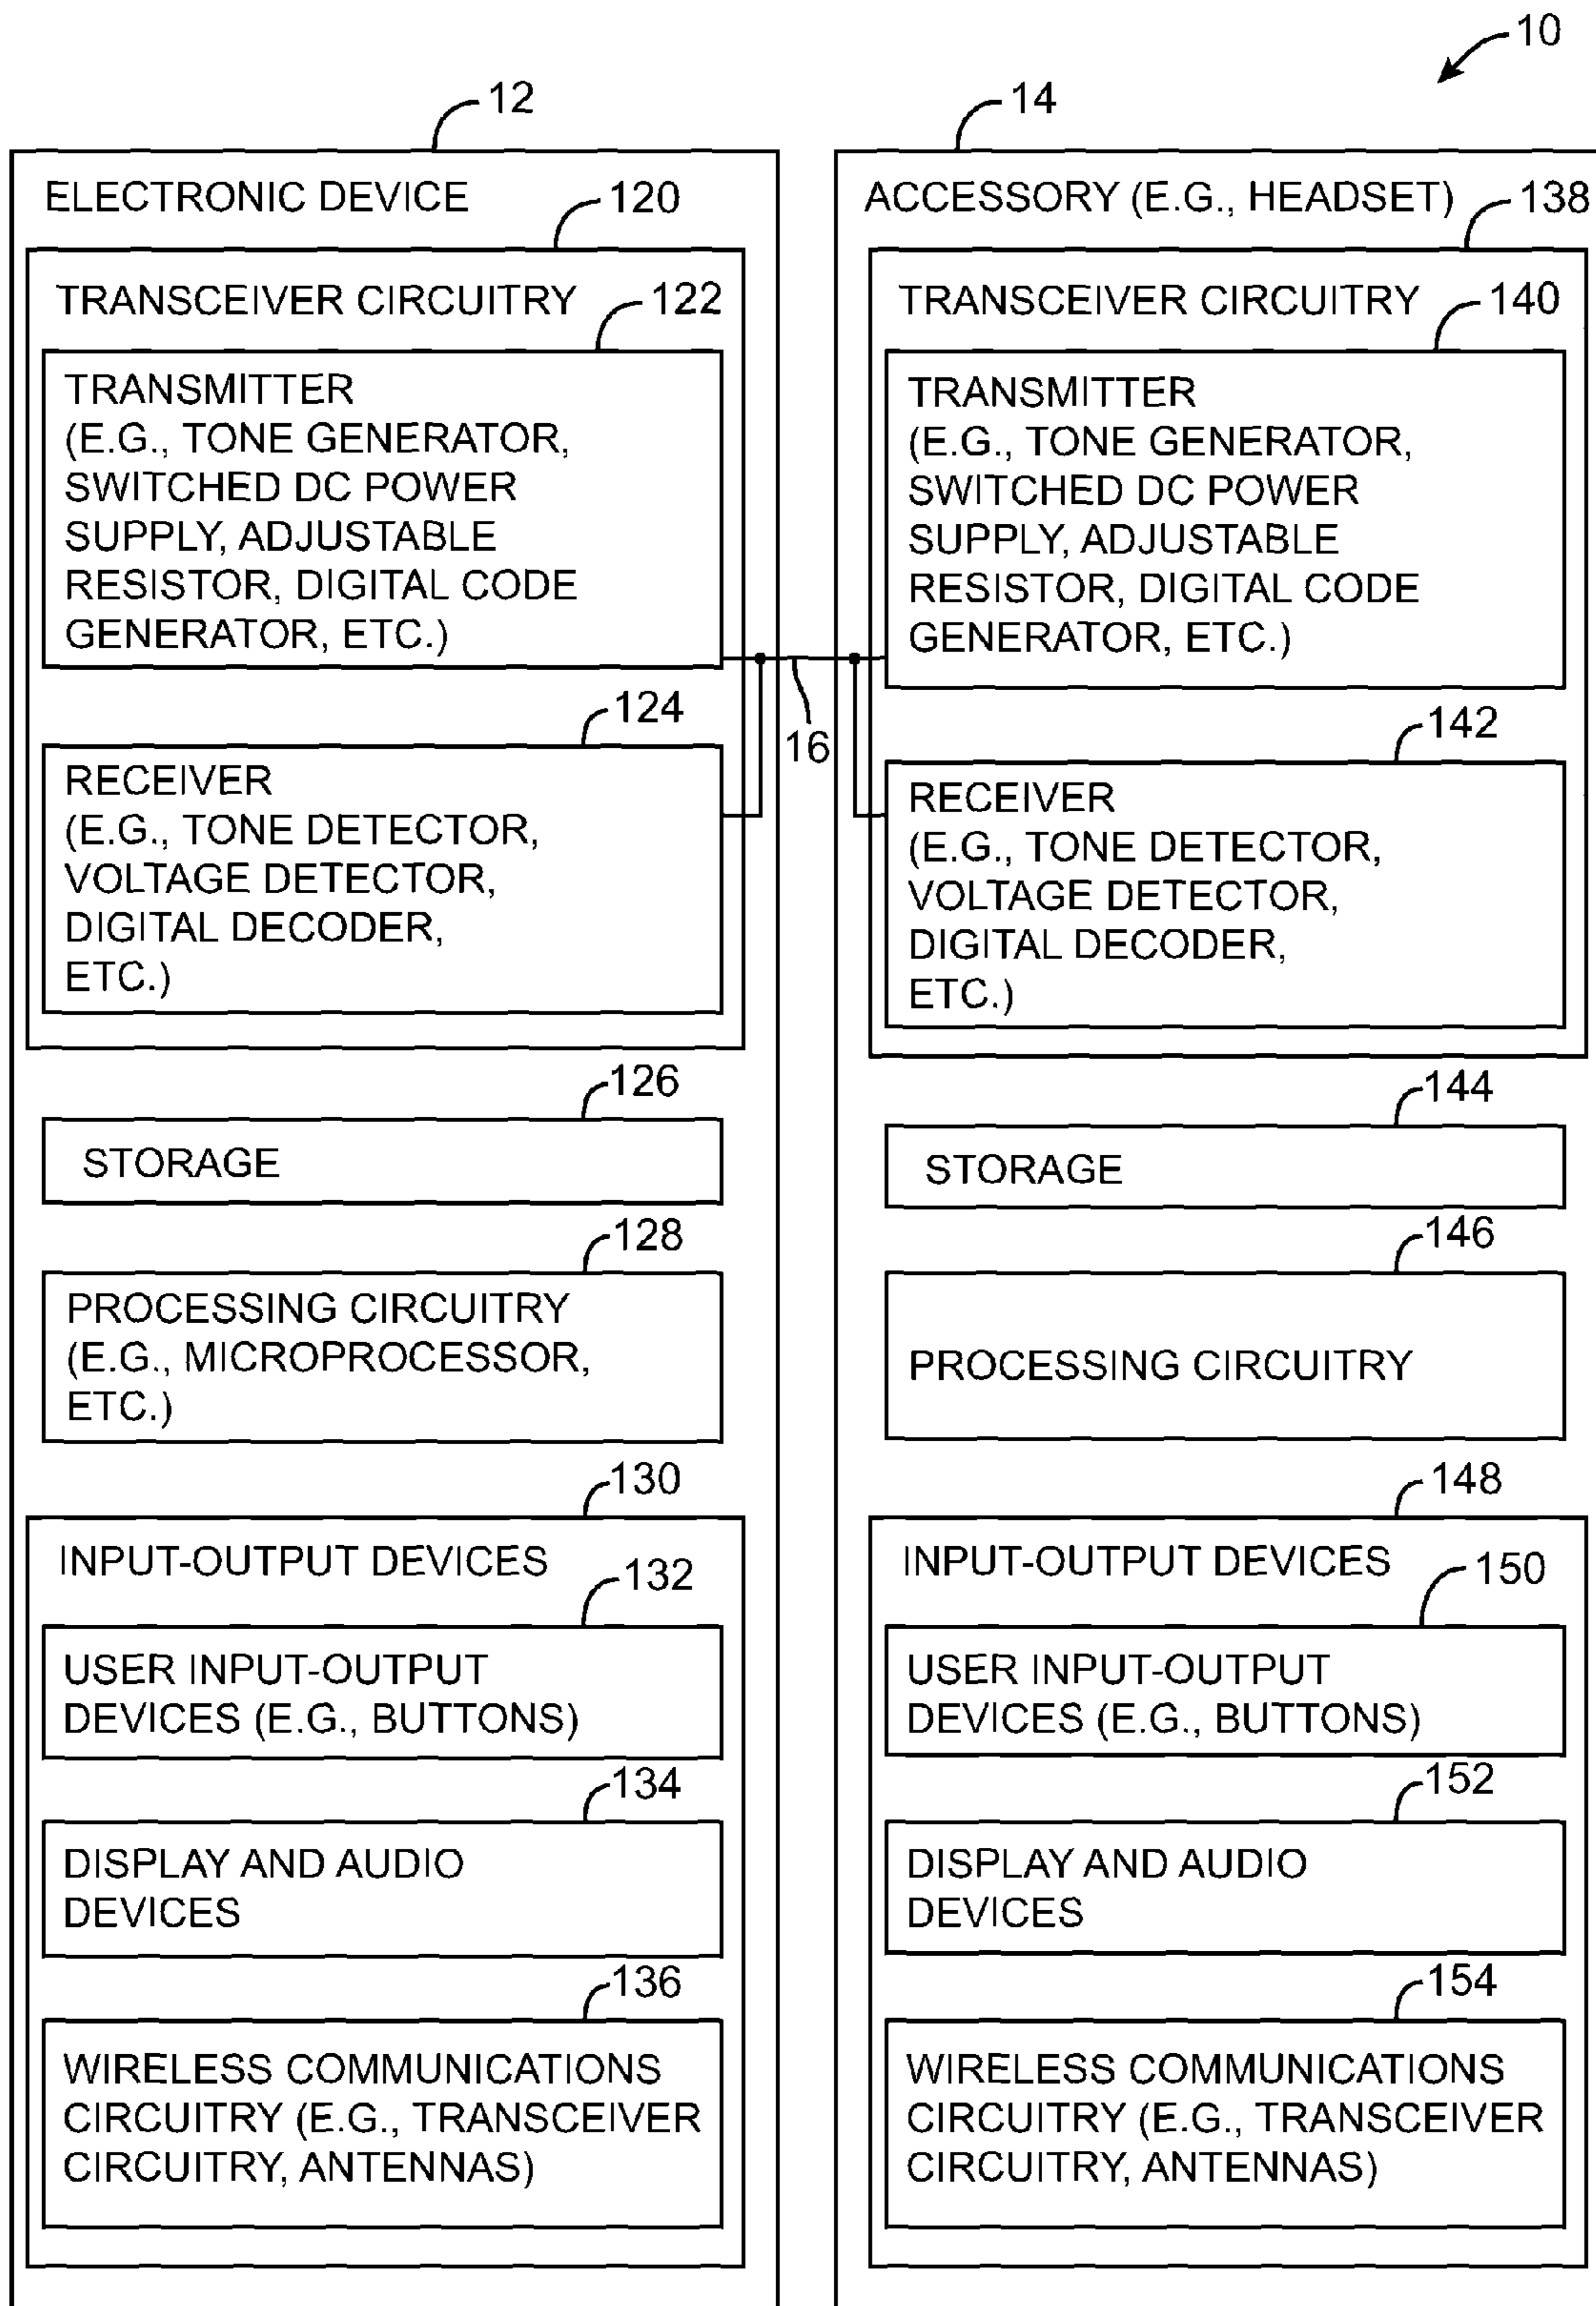 10
12
ELECTRONIC DEVICE
120
TRANSCEIVER CIRCUITRY
122
TRANSMITTER
(E.G., TONE GENERATOR,
SWITCHED DC POWER
SUPPLY, ADJUSTABLE
RESISTOR, DIGITAL CODE
GENERATOR, ETC.)
124
RECEIVER
(E.G., TONE DETECTOR,
VOLTAGE DETECTOR,
DIGITAL DECODER,
ETC.)
126
STORAGE
128
PROCESSING CIRCUITRY
(E.G., MICROPROCESSOR,
ETC.)
130
INPUT-OUTPUT DEVICES
132
USER INPUT-OUTPUT
DEVICES (E.G., BUTTONS)
134
DISPLAY AND AUDIO
DEVICES
136
WIRELESS COMMUNICATIONS
CIRCUITRY (E.G., TRANSCEIVER
CIRCUITRY, ANTENNAS)
16
14
ACCESSORY (E.G., HEADSET)
138
TRANSCEIVER CIRCUITRY
140
TRANSMITTER
(E.G., TONE GENERATOR,
SWITCHED DC POWER
SUPPLY, ADJUSTABLE
RESISTOR, DIGITAL CODE
GENERATOR, ETC.)
142
RECEIVER
(E.G., TONE DETECTOR,
VOLTAGE DETECTOR,
DIGITAL DECODER,
ETC.)
144
STORAGE
146
PROCESSING CIRCUITRY
148
INPUT-OUTPUT DEVICES
150
USER INPUT-OUTPUT
DEVICES (E.G., BUTTONS)
152
DISPLAY AND AUDIO
DEVICES
154
WIRELESS COMMUNICATIONS
CIRCUITRY (E.G., TRANSCEIVER
CIRCUITRY, ANTENNAS)